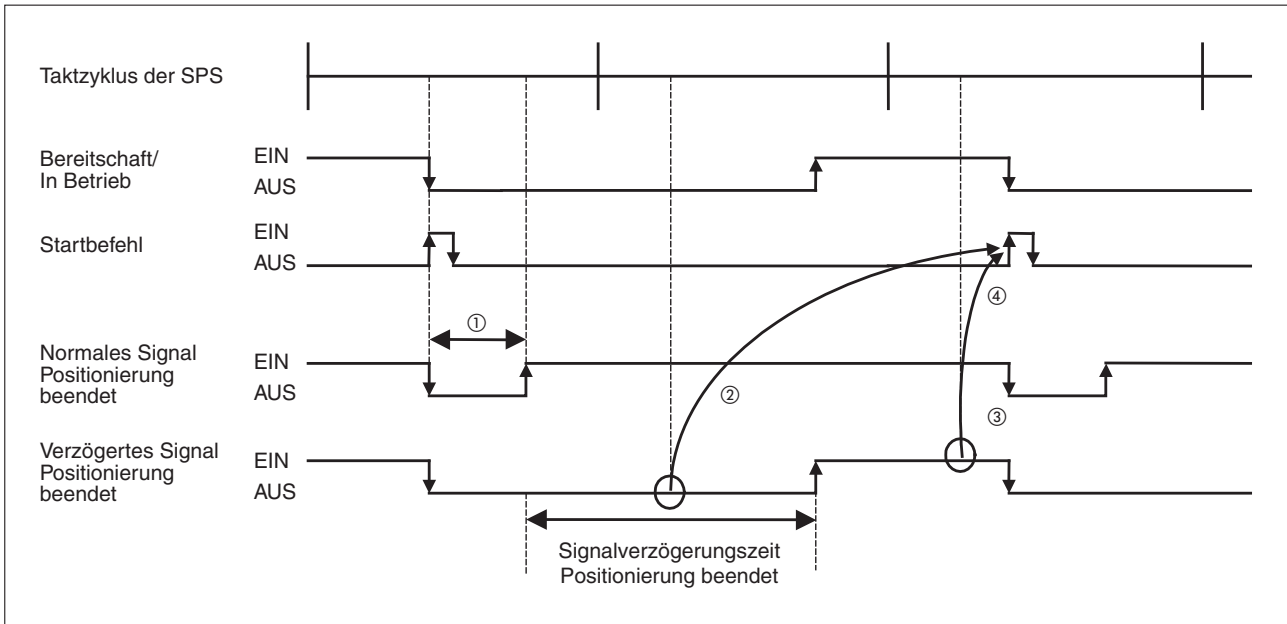 Taktzyklus der SPS
Bereitschaft/
In Betrieb
EIN
AUS
Startbefehl
EIN
AUS
①
②
③
④
Normales Signal
Positionierung
beendet
EIN
AUS
Verzögertes Signal
Positionierung
beendet
EIN
AUS
Signalverzögerungszeit
Positionierung beendet